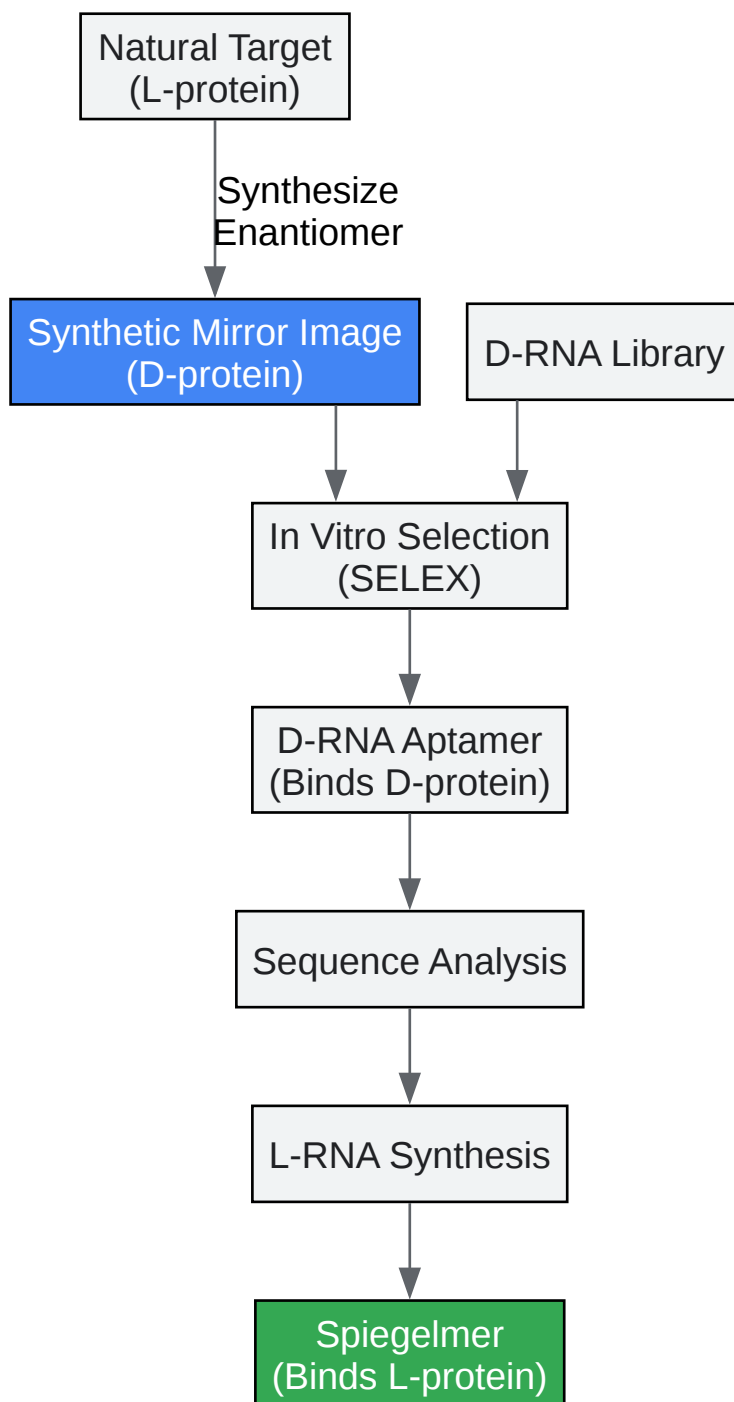 Natural Target
(L-protein)
Synthesize
Enantiomer
Synthetic Mirror Image
(D-protein)
D-RNA Library
In Vitro Selection
(SELEX)
D-RNA Aptamer
(Binds D-protein)
Sequence Analysis
L-RNA Synthesis
Spiegelmer
(Binds L-protein)